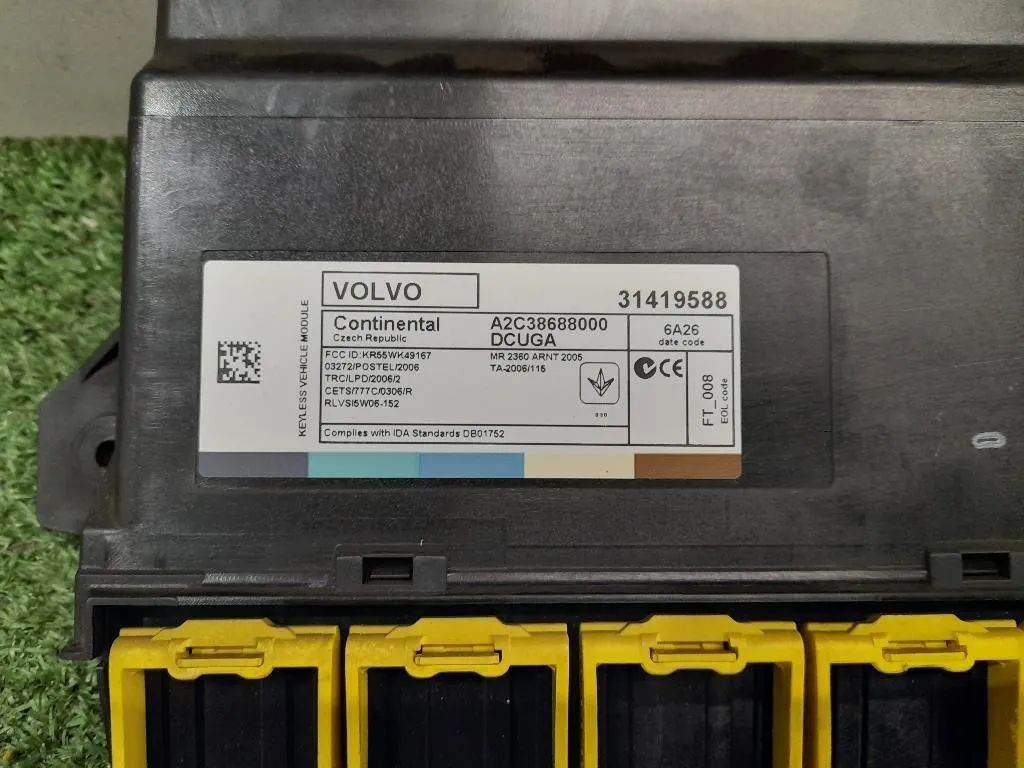 VOLVO
31419588
KEYLESS VEHICLE MODULE
Continental
Czech Republic
A2C38688000
DCUGA
6A26
date code
FCC ID:KR55WK49167
03272/POSTEL/2006
TRC/LPD/2006/2
CETS/777C/0306/R
RLVSI5W06-152
MR 2360 ARNT 2005
TA-2006/115
030
CE
FT_008
EOL code
Complies with IDA Standards DB01752